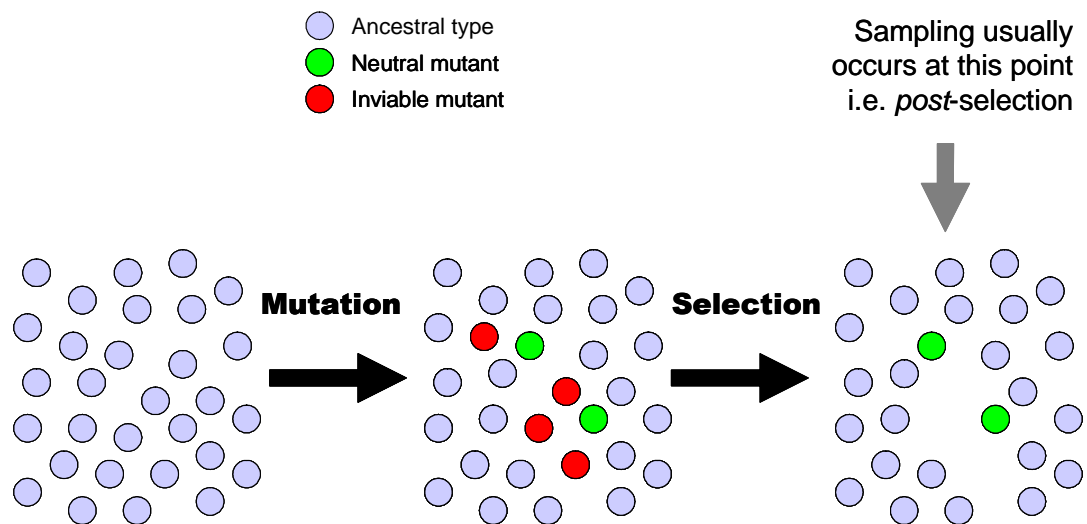 Ancestral type
Neutral mutant
Inviable mutant
Sampling usually
occurs at this point
i.e. post-selection
Mutation
Selection